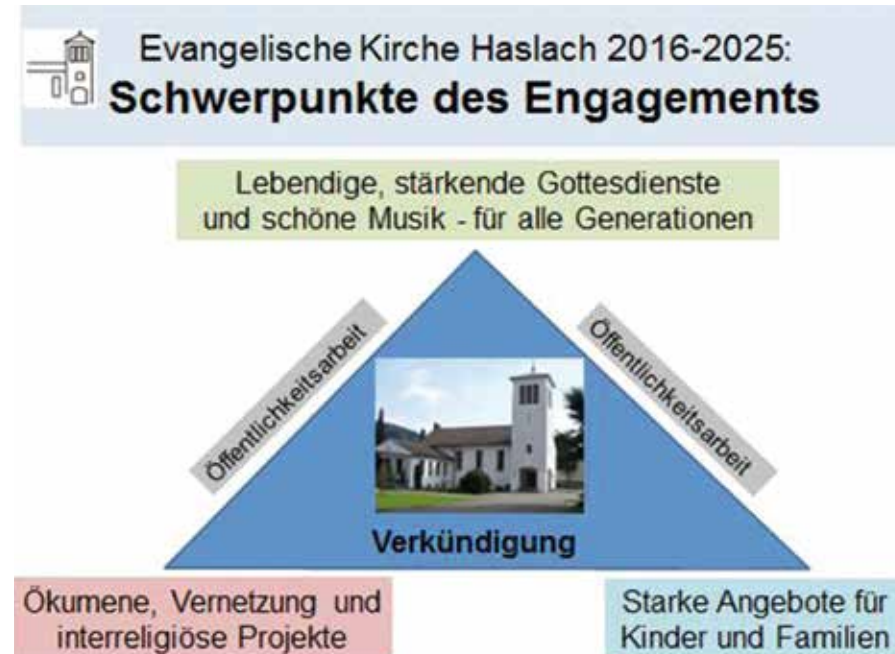 Evangelische Kirche Haslach 2016-2025:
Schwerpunkte des Engagements
Lebendige, stärkende Gottesdienste
und schöne Musik - für alle Generationen
Öffentlichkeitsarbeit
Öffentlichkeitsarbeit
Verkündigung
Ökumene, Vernetzung und
interreligiöse Projekte
Starke Angebote für
Kinder und Familien